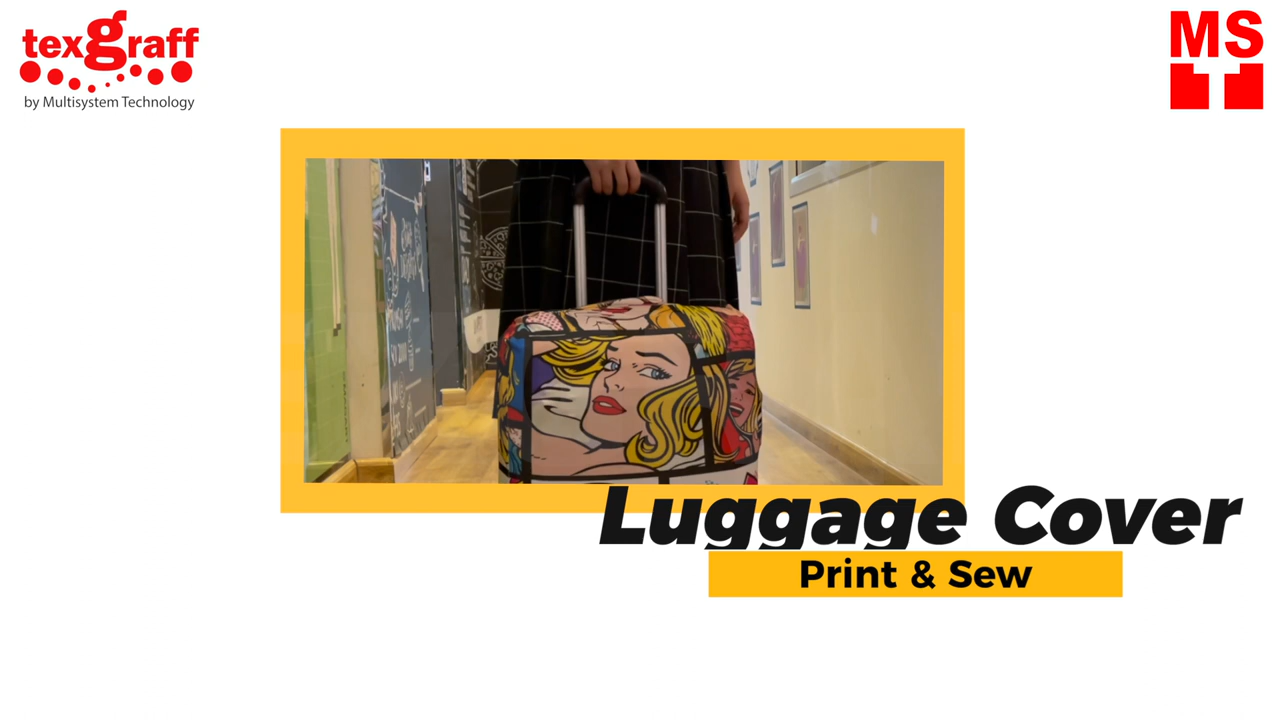 texgraff
by Multisystem Technology
MS
T
Luggage Cover
Print & Sew